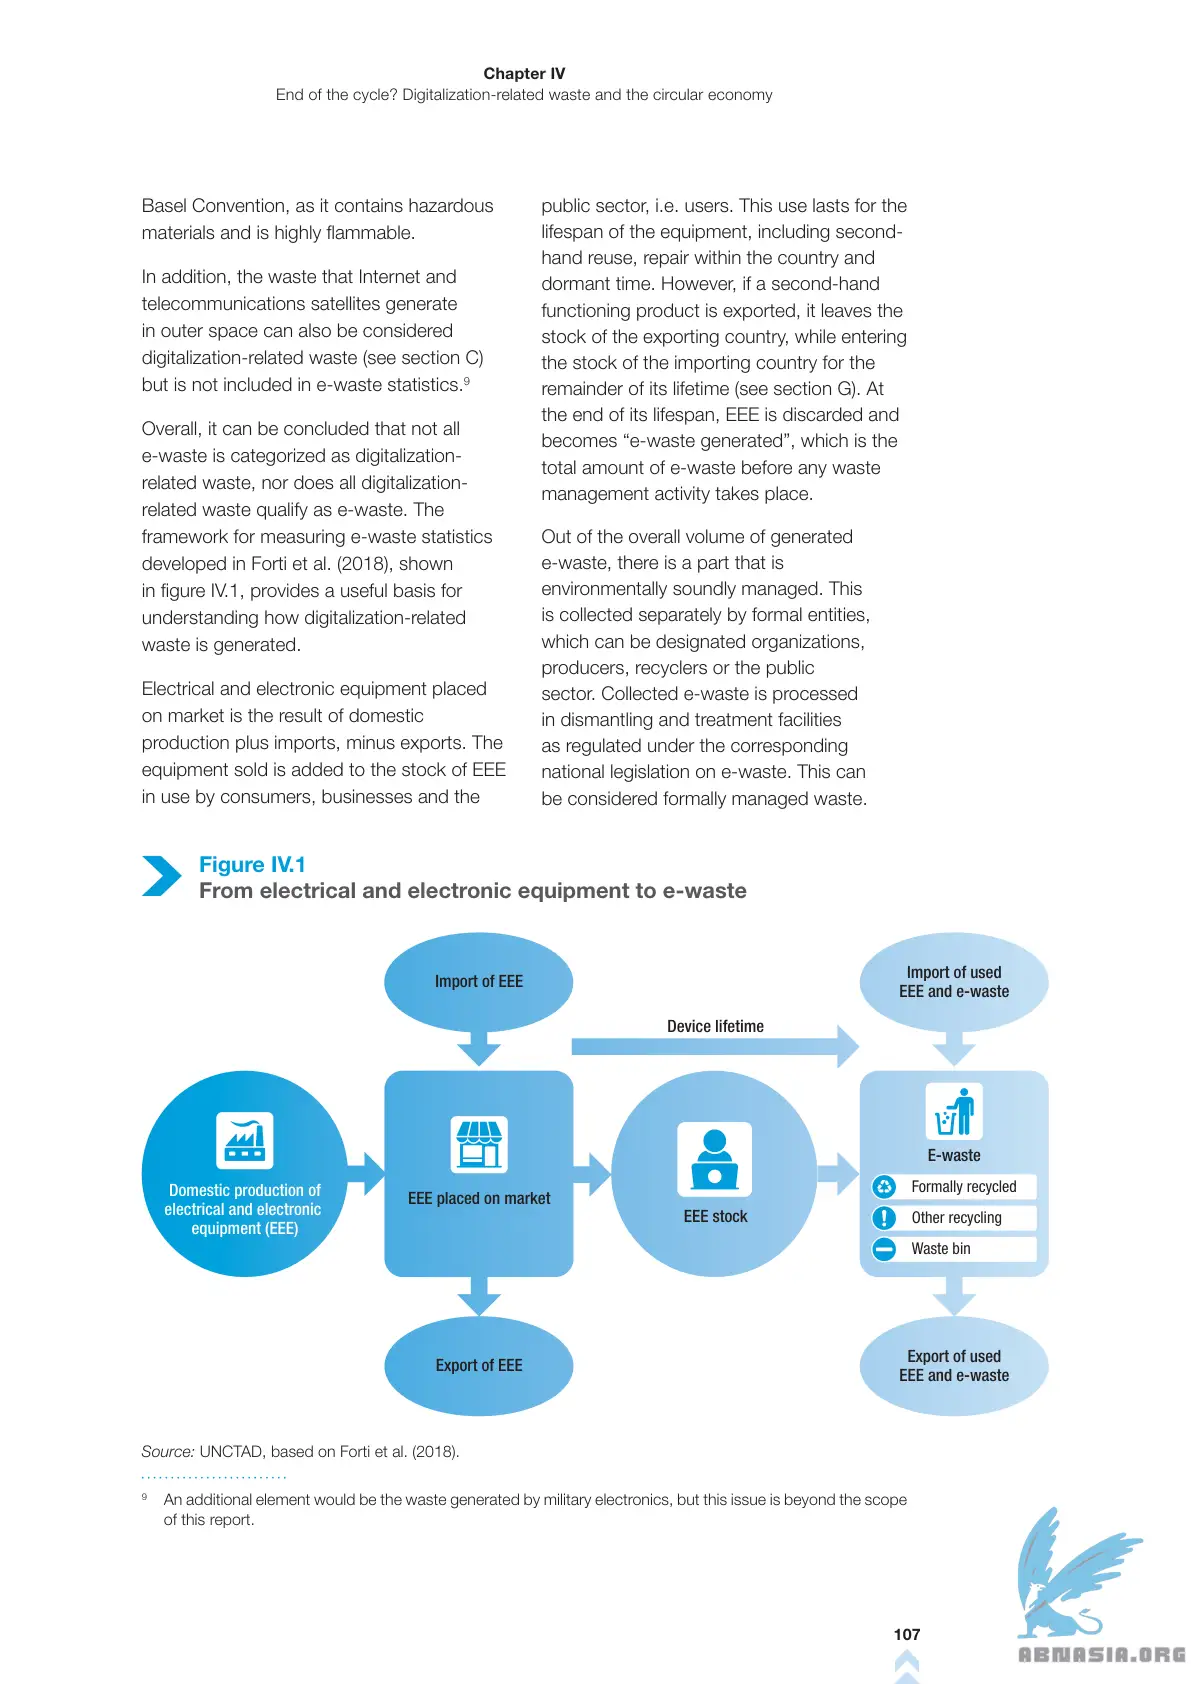 Chapter IV
End of the cycle? Digitalization-related waste and the circular economy
Basel Convention, as it contains hazardous
materials and is highly flammable.
In addition, the waste that Internet and
telecommunications satellites generate
in outer space can also be considered
digitalization-related waste (see section C)
but is not included in e-waste statistics.⁹
Overall, it can be concluded that not all
e-waste is categorized as digitalization-
related waste, nor does all digitalization-
related waste qualify as e-waste. The
framework for measuring e-waste statistics
developed in Forti et al. (2018), shown
in figure IV.1, provides a useful basis for
understanding how digitalization-related
waste is generated.
Electrical and electronic equipment placed
on market is the result of domestic
production plus imports, minus exports. The
equipment sold is added to the stock of EEE
in use by consumers, businesses and the
public sector, i.e. users. This use lasts for the
lifespan of the equipment, including second-
hand reuse, repair within the country and
dormant time. However, if a second-hand
functioning product is exported, it leaves the
stock of the exporting country, while entering
the stock of the importing country for the
remainder of its lifetime (see section G). At
the end of its lifespan, EEE is discarded and
becomes “e-waste generated”, which is the
total amount of e-waste before any waste
management activity takes place.
Out of the overall volume of generated
e-waste, there is a part that is
environmentally soundly managed. This
is collected separately by formal entities,
which can be designated organizations,
producers, recyclers or the public
sector. Collected e-waste is processed
in dismantling and treatment facilities
as regulated under the corresponding
national legislation on e-waste. This can
be considered formally managed waste.
Figure IV.1
From electrical and electronic equipment to e-waste
Import of EEE
Import of used
EEE and e-waste
Device lifetime
Domestic production of
electrical and electronic
equipment (EEE)
EEE placed on market
EEE stock
E-waste
Formally recycled
Other recycling
Waste bin
Export of EEE
Export of used
EEE and e-waste
Source: UNCTAD, based on Forti et al. (2018).
⁹ An additional element would be the waste generated by military electronics, but this issue is beyond the scope
of this report.
107
ABNASIA.ORG